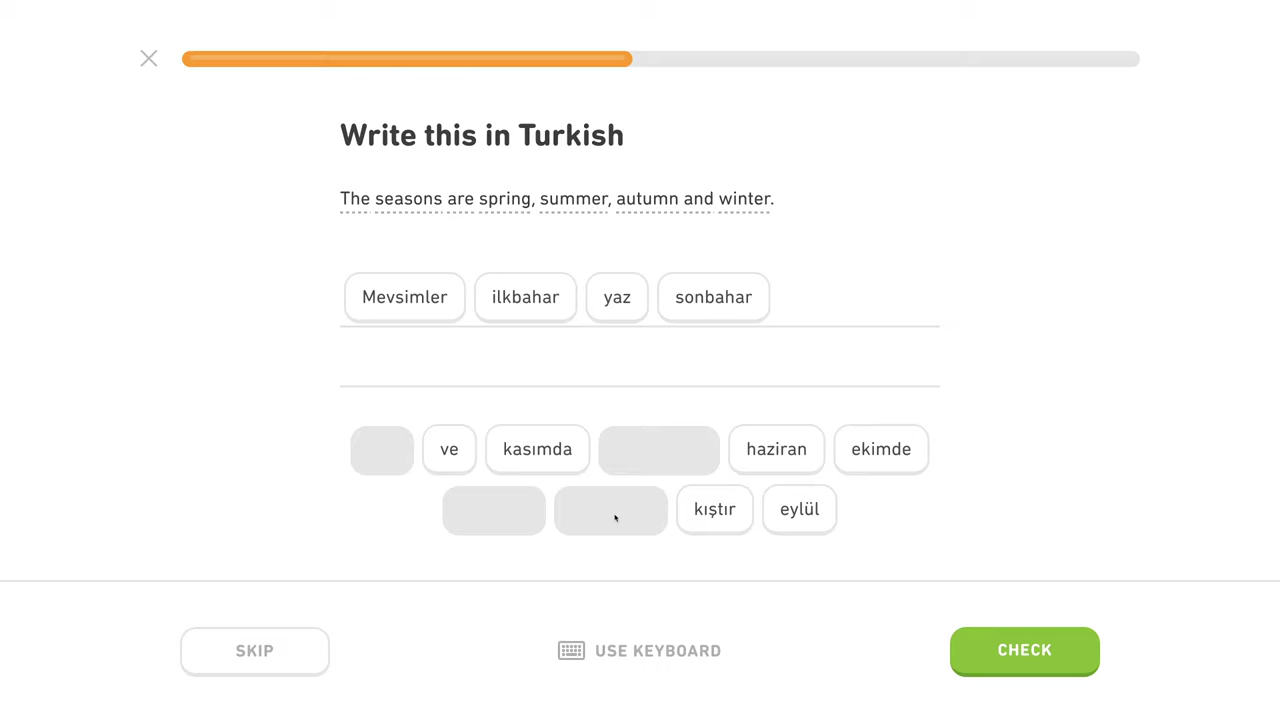 Write this in Turkish
The seasons are spring, summer, autumn and winter.
Mevsimler ilkbahar yaz sonbahar
ve kasımda haziran ekimde
kıştır eylül
SKIP USE KEYBOARD CHECK